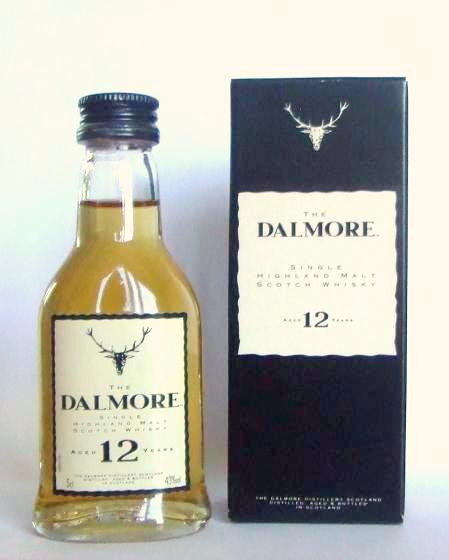 THE
DALMORE
SINGLE
HIGHLAND MALT
SCOTCH WHISKY
AGED 12 YEARS
THE DALMORE DISTILLERY SCOTLAND
DISTILLED, AGED & BOTTLED
IN SCOTLAND
5cl
43%vol
THE
DALMORE
SINGLE
HIGHLAND MALT
SCOTCH WHISKY
AGED 12 YEARS
THE DALMORE DISTILLERY SCOTLAND
DISTILLED, AGED & BOTTLED
IN SCOTLAND